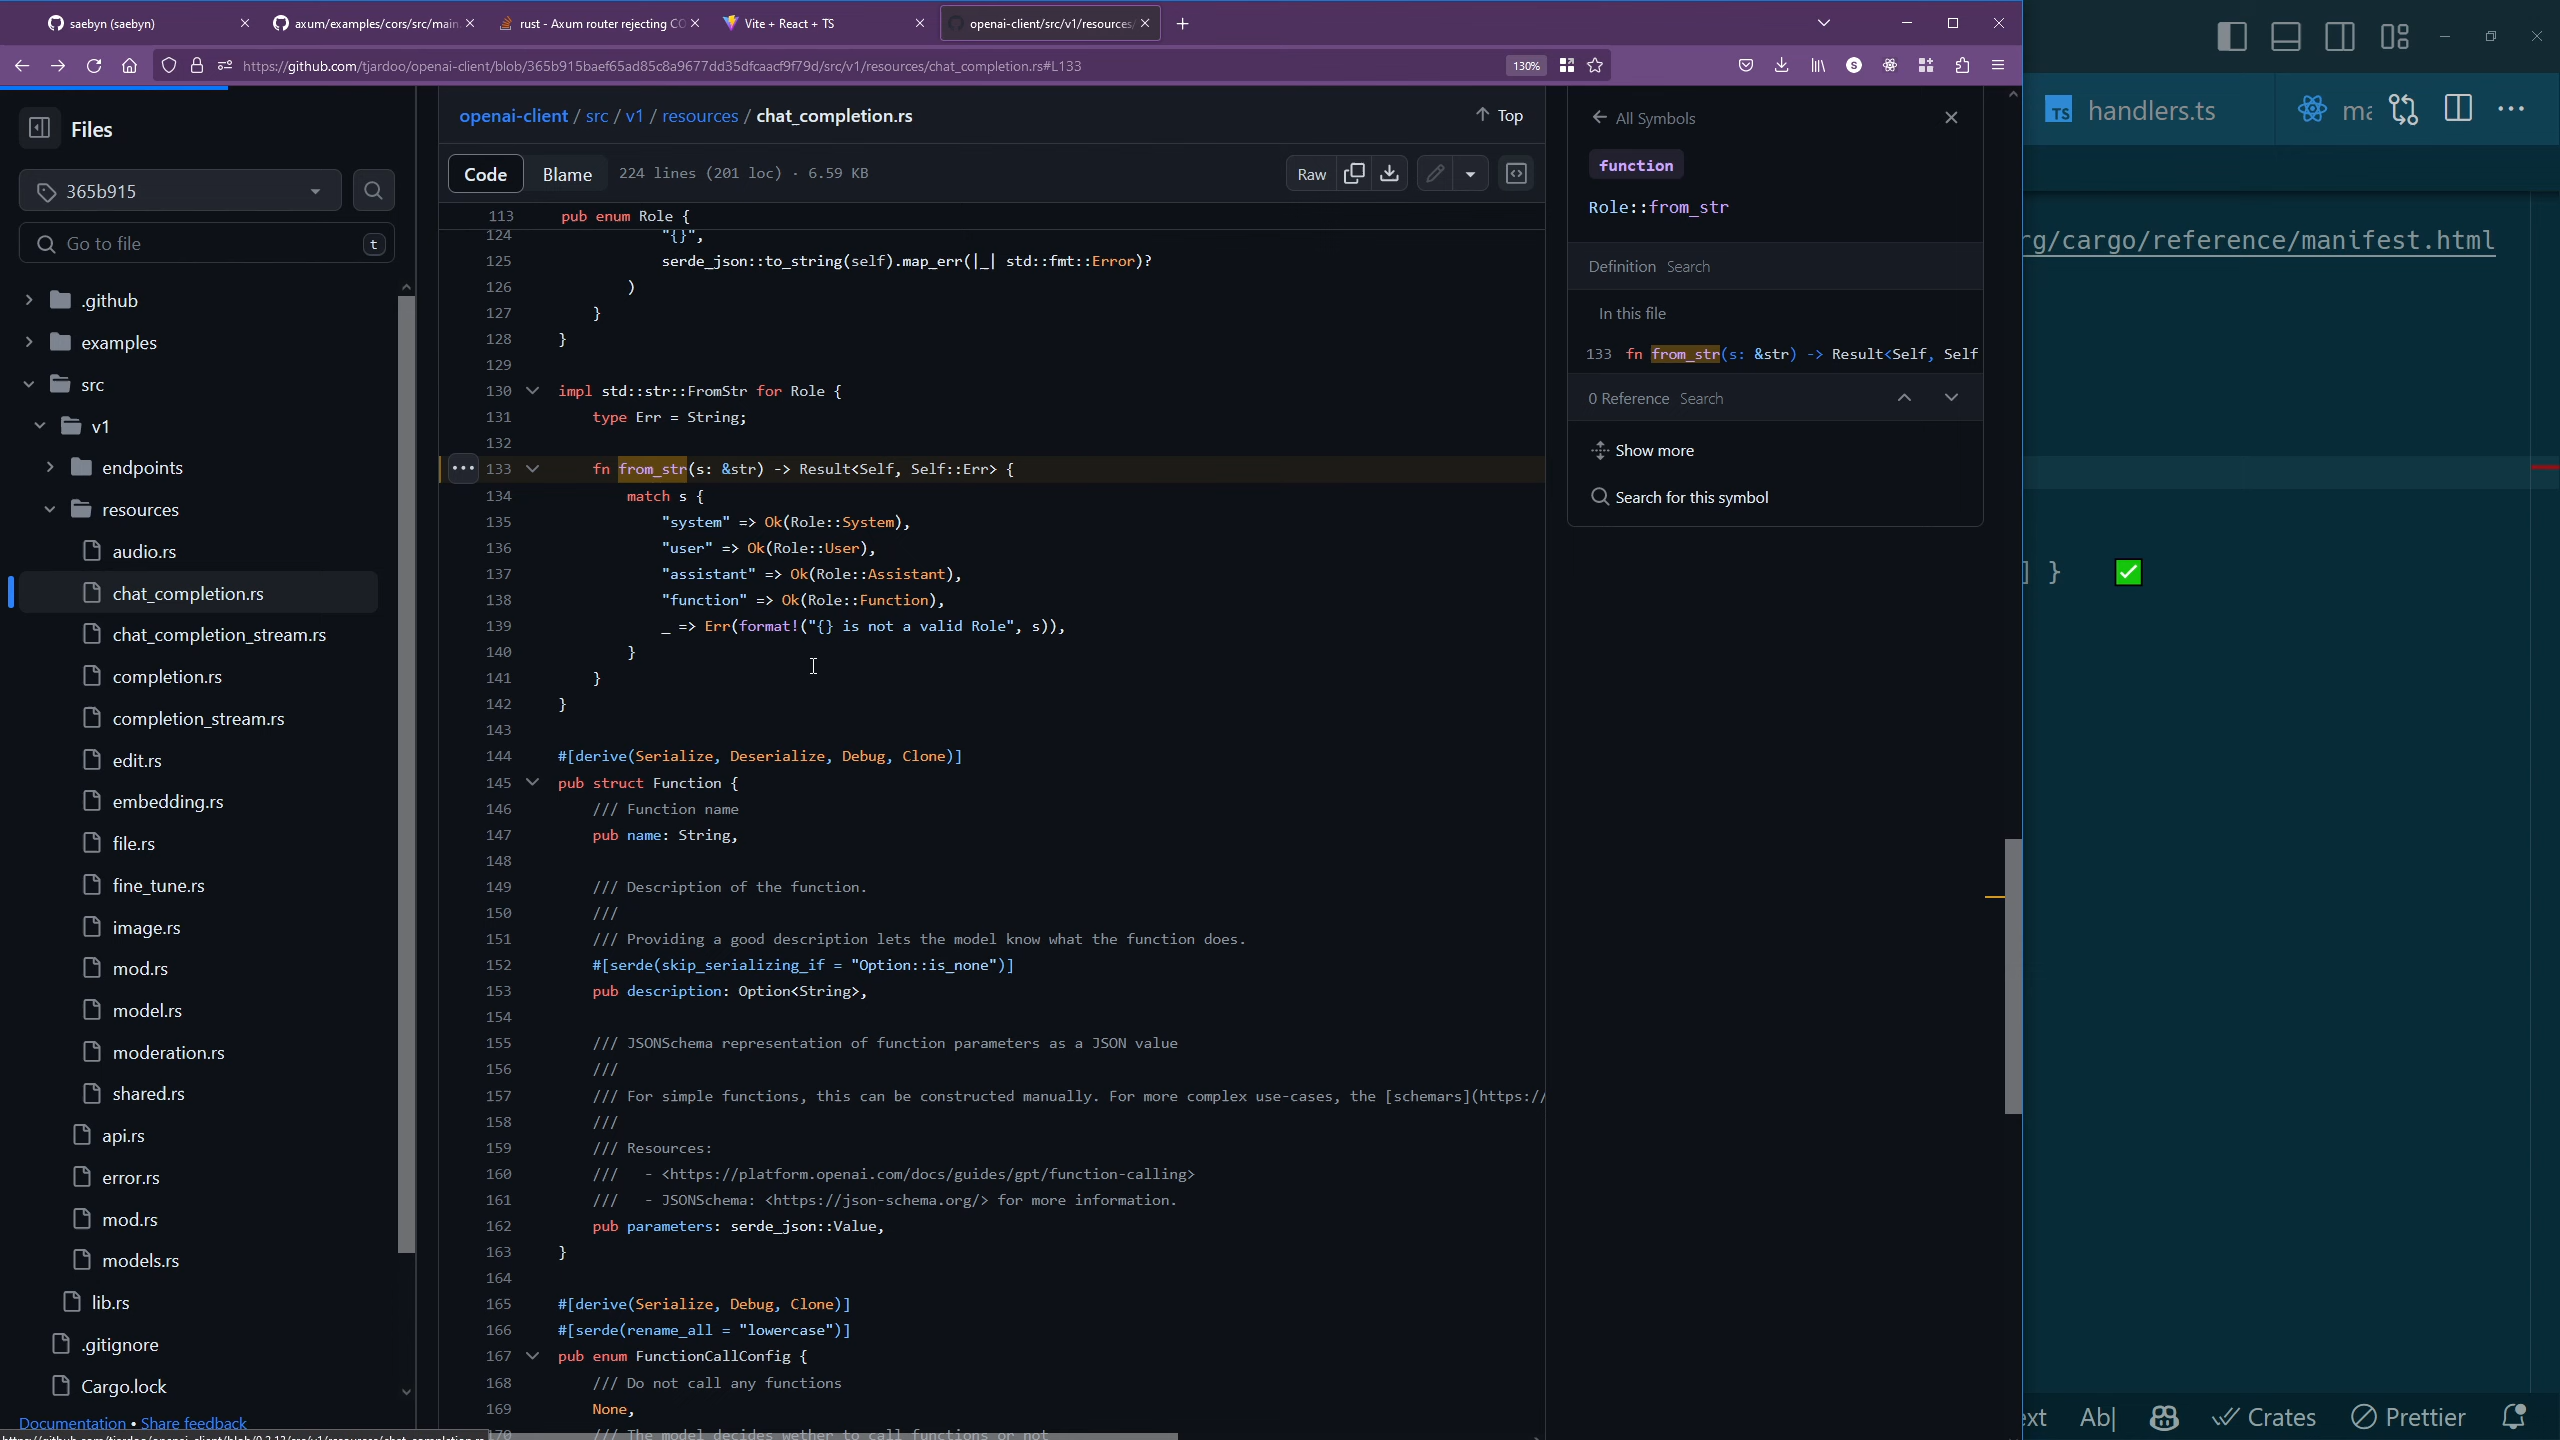 saebyn (saebyn)
axum/examples/cors/src/main.
rust - Axum router rejecting CO
Vite + React + TS
openai-client/src/v1/resources/
https://github.com/tjardoo/openai-client/blob/365b915baef65ad85c8a9677dd35dfcaacf9f79d/src/v1/resources/chat_completion.rs#L133
130%
Files
365b915
Go to file
t
.github
examples
src
v1
endpoints
resources
audio.rs
chat_completion.rs
chat_completion_stream.rs
completion.rs
completion_stream.rs
edit.rs
embedding.rs
file.rs
fine_tune.rs
image.rs
mod.rs
model.rs
moderation.rs
shared.rs
api.rs
error.rs
mod.rs
models.rs
lib.rs
.gitignore
Cargo.lock
Documentation • Share feedback
openai-client / src / v1 / resources / chat_completion.rs
Top
Code
Blame
224 lines (201 loc) · 6.59 KB
Raw
113 pub enum Role {
124 "{}",
125 serde_json::to_string(self).map_err(|_| std::fmt::Error)?
126 )
127 }
128 }
129
130 impl std::str::FromStr for Role {
131 type Err = String;
132
133 fn from_str(s: &str) -> Result<Self, Self::Err> {
134 match s {
135 "system" => Ok(Role::System),
136 "user" => Ok(Role::User),
137 "assistant" => Ok(Role::Assistant),
138 "function" => Ok(Role::Function),
139 _ => Err(format!("{} is not a valid Role", s)),
140 }
141 }
142 }
143
144 #[derive(Serialize, Deserialize, Debug, Clone)]
145 pub struct Function {
146 /// Function name
147 pub name: String,
148
149 /// Description of the function.
150 ///
151 /// Providing a good description lets the model know what the function does.
152 #[serde(skip_serializing_if = "Option::is_none")]
153 pub description: Option<String>,
154
155 /// JSONSchema representation of function parameters as a JSON value
156 ///
157 /// For simple functions, this can be constructed manually. For more complex use-cases, the [schemars](https://
158 ///
159 /// Resources:
160 /// - <https://platform.openai.com/docs/guides/gpt/function-calling>
161 /// - JSONSchema: <https://json-schema.org/> for more information.
162 pub parameters: serde_json::Value,
163 }
164
165 #[derive(Serialize, Debug, Clone)]
166 #[serde(rename_all = "lowercase")]
167 pub enum FunctionCallConfig {
168 /// Do not call any functions
169 None,
170 /// The model decides wether to call functions or not
All Symbols
function
Role::from_str
Definition Search
In this file
133 fn from_str(s: &str) -> Result<Self, Self
0 Reference Search
Show more
Search for this symbol
TS handlers.ts
ma
rg/cargo/reference/manifest.html
] }
ext
Ab|
Crates
Prettier